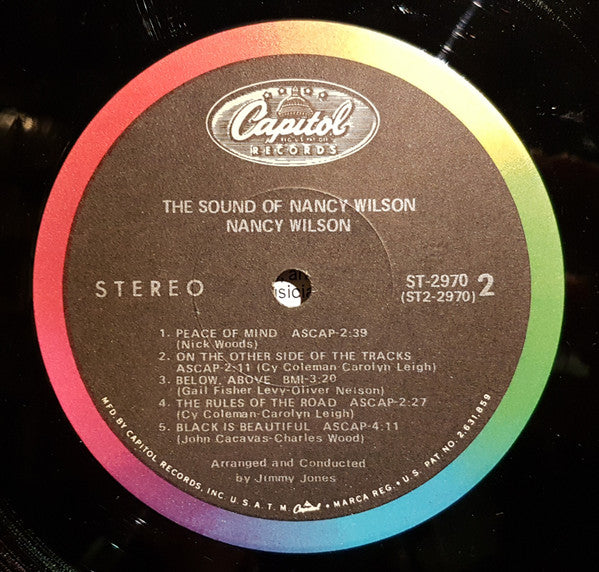 Capitol
REG. U.S. PAT. OFF.
RECORDS
THE SOUND OF NANCY WILSON
NANCY WILSON
STEREO
ST-2970
(ST2-2970)
2
1. PEACE OF MIND ASCAP-2:39
(Nick Woods)
2. ON THE OTHER SIDE OF THE TRACKS
ASCAP-2:11 (Cy Coleman-Carolyn Leigh)
3. BELOW, ABOVE BMI-3:20
(Gail Fisher Levy-Oliver Nelson)
4. THE RULES OF THE ROAD ASCAP-2:27
(Cy Coleman-Carolyn Leigh)
5. BLACK IS BEAUTIFUL ASCAP-4:11
(John Cacavas-Charles Wood)
Arranged and Conducted
by Jimmy Jones
MFD. BY CAPITOL RECORDS, INC. U.S.A. T.M. Capitol • MARCA REG. • U.S. PAT. NO. 2,631,859